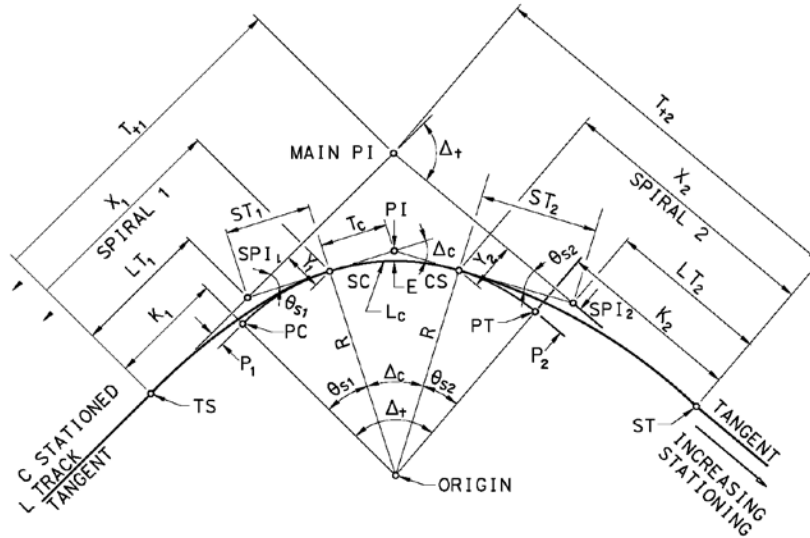 T_t1
T_t2
MAIN PI
Δ_t
X_1
SPIRAL 1
X_2
SPIRAL 2
ST_1
ST_2
LT_1
LT_2
T_C
PI
Δ_C
SPI_1
Y_1
Y_2
θ_S2
K_1
K_2
θ_S1
SC
E
CS
SPI_2
PC
L_C
PT
P_1
P_2
R
R
θ_S1
Δ_C
θ_S2
Δ_t
TS
ST
C STATIONED
L TRACK
TANGENT
ORIGIN
TANGENT
INCREASING
STATIONING